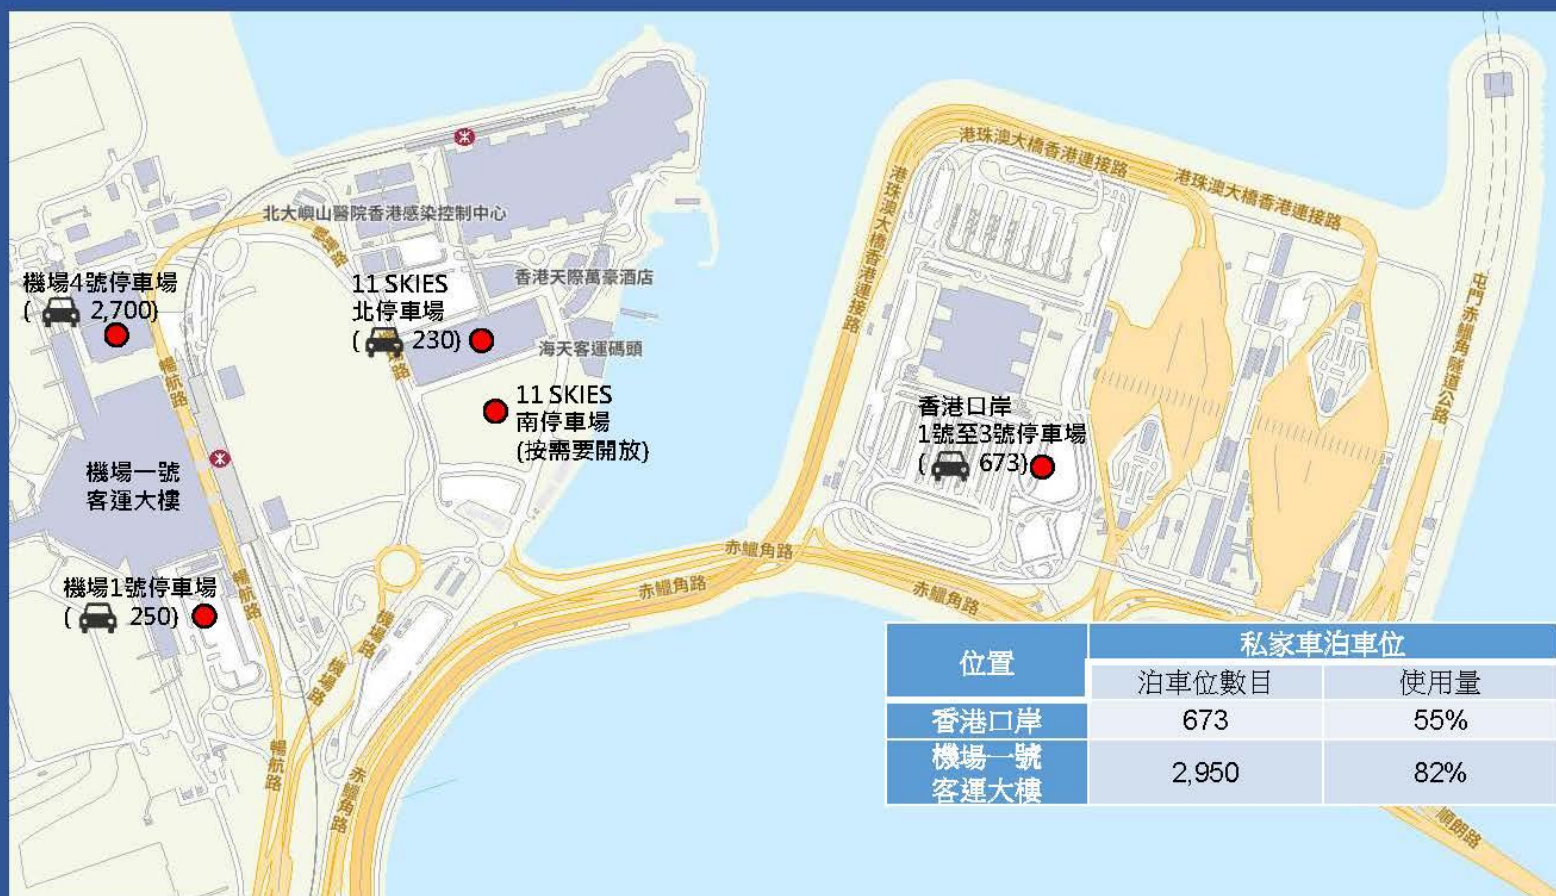 北大嶼山醫院香港感染控制中心
機場路
機場4號停車場
( 2,700)
11 SKIES
北停車場
( 230)
香港天際萬豪酒店
海天客運碼頭
11 SKIES
南停車場
(按需要開放)
暢航路
機場一號
客運大樓
機場1號停車場
( 250)
暢航路
機場路
機場路
暢航路
赤鱲角路
赤鱲角路
赤鱲角路
赤鱲角路
港珠澳大橋香港連接路
港珠澳大橋香港連接路
港珠澳大橋香港連接路
屯門赤鱲角隧道公路
香港口岸
1號至3號停車場
( 673)
順朗路
位置 私家車泊車位
泊車位數目 使用量
香港口岸 673 55%
機場一號
客運大樓 2,950 82%